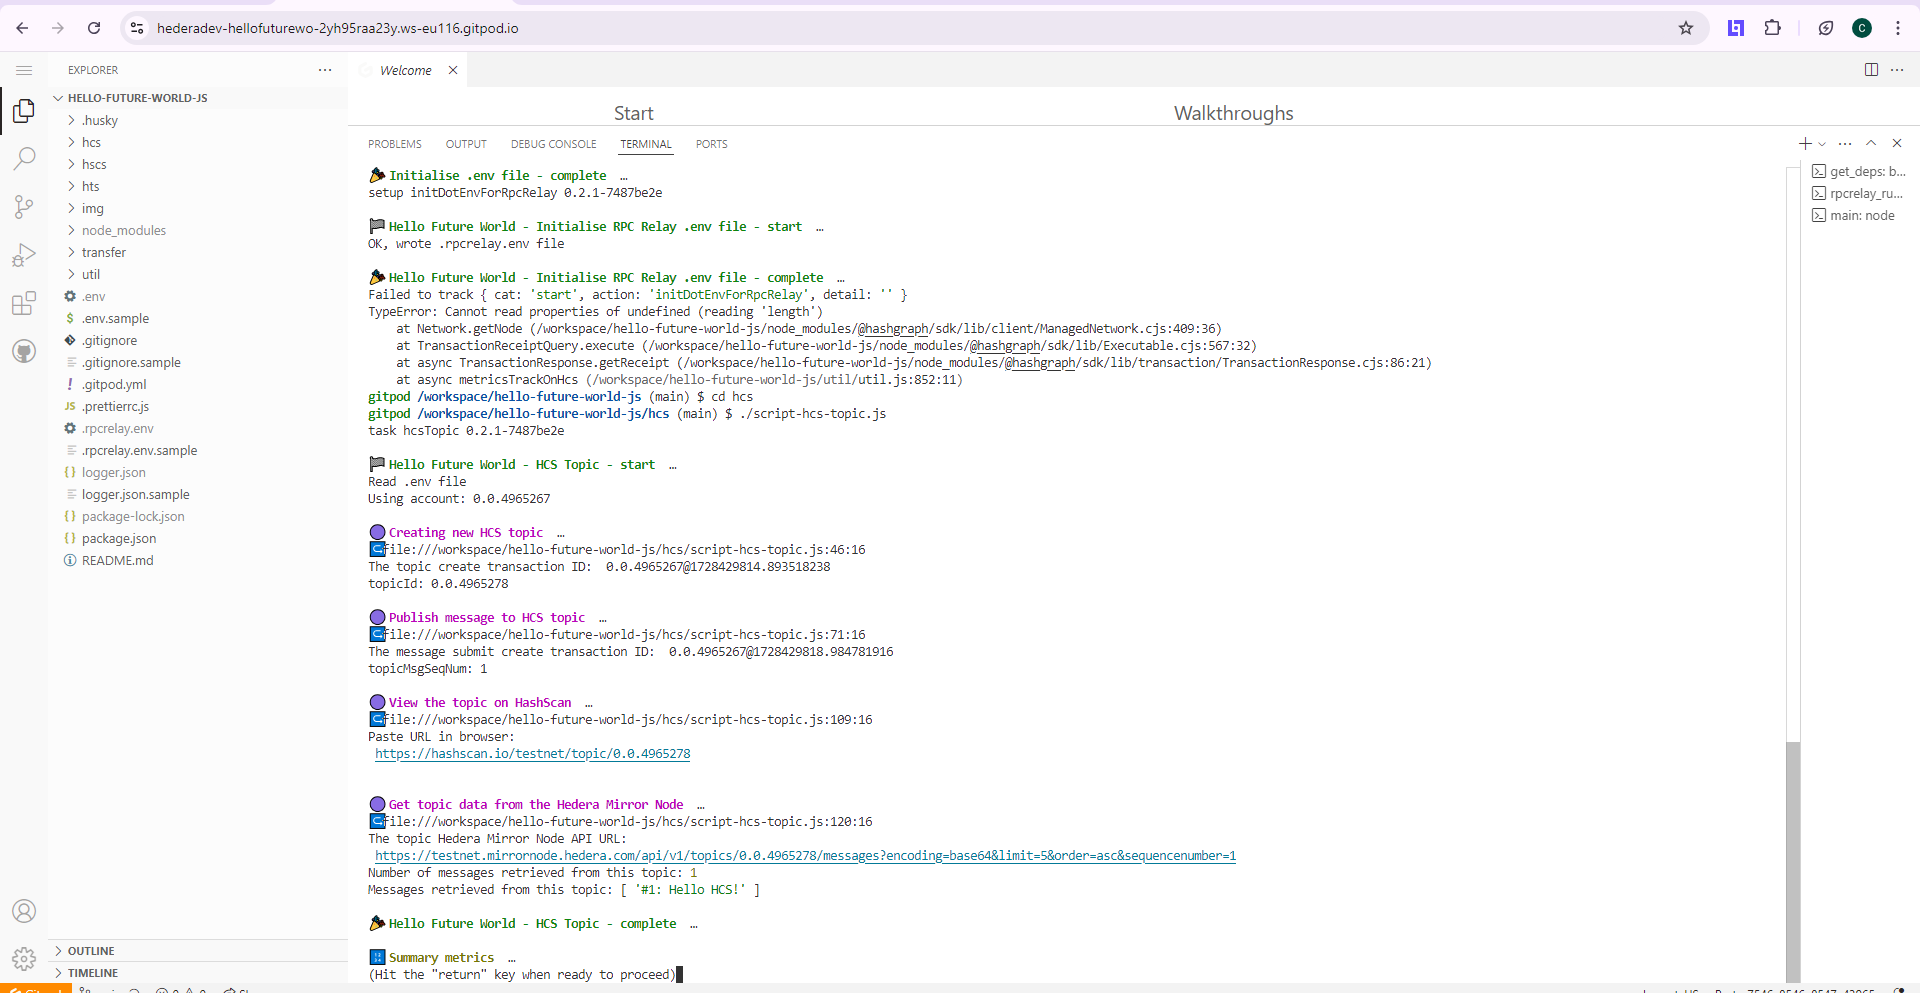 hederadev-hellofuturewo-2yh95raa23y.ws-eu116.gitpod.io
C
EXPLORER
HELLO-FUTURE-WORLD-JS
.husky
hcs
hscs
hts
img
node_modules
transfer
util
.env
$ .env.sample
.gitignore
.gitignore.sample
! .gitpod.yml
JS .prettierrc.js
.rpcrelay.env
.rpcrelay.env.sample
{} logger.json
logger.json.sample
{} package-lock.json
{} package.json
README.md
OUTLINE
TIMELINE
Welcome
Start
Walkthroughs
PROBLEMS OUTPUT DEBUG CONSOLE TERMINAL PORTS
Initialise .env file - complete …
setup initDotEnvForRpcRelay 0.2.1-7487be2e
Hello Future World - Initialise RPC Relay .env file - start …
OK, wrote .rpcrelay.env file
Hello Future World - Initialise RPC Relay .env file - complete …
Failed to track { cat: 'start', action: 'initDotEnvForRpcRelay', detail: '' }
TypeError: Cannot read properties of undefined (reading 'length')
at Network.getNode (/workspace/hello-future-world-js/node_modules/@hashgraph/sdk/lib/client/ManagedNetwork.cjs:409:36)
at TransactionReceiptQuery.execute (/workspace/hello-future-world-js/node_modules/@hashgraph/sdk/lib/Executable.cjs:567:32)
at async TransactionResponse.getReceipt (/workspace/hello-future-world-js/node_modules/@hashgraph/sdk/lib/transaction/TransactionResponse.cjs:86:21)
at async metricsTrackOnHcs (/workspace/hello-future-world-js/util/util.js:852:11)
gitpod /workspace/hello-future-world-js (main) $ cd hcs
gitpod /workspace/hello-future-world-js/hcs (main) $ ./script-hcs-topic.js
task hcsTopic 0.2.1-7487be2e
Hello Future World - HCS Topic - start …
Read .env file
Using account: 0.0.4965267
Creating new HCS topic …
file:///workspace/hello-future-world-js/hcs/script-hcs-topic.js:46:16
The topic create transaction ID:  0.0.4965267@1728429814.893518238
topicId: 0.0.4965278
Publish message to HCS topic …
file:///workspace/hello-future-world-js/hcs/script-hcs-topic.js:71:16
The message submit create transaction ID:  0.0.4965267@1728429818.984781916
topicMsgSeqNum: 1
View the topic on HashScan …
file:///workspace/hello-future-world-js/hcs/script-hcs-topic.js:109:16
Paste URL in browser:
https://hashscan.io/testnet/topic/0.0.4965278
Get topic data from the Hedera Mirror Node …
file:///workspace/hello-future-world-js/hcs/script-hcs-topic.js:120:16
The topic Hedera Mirror Node API URL:
https://testnet.mirrornode.hedera.com/api/v1/topics/0.0.4965278/messages?encoding=base64&limit=5&order=asc&sequencenumber=1
Number of messages retrieved from this topic: 1
Messages retrieved from this topic: [ '#1: Hello HCS!' ]
Hello Future World - HCS Topic - complete …
Summary metrics …
(Hit the "return" key when ready to proceed)
get_deps: b...
rpcrelay_ru...
main: node